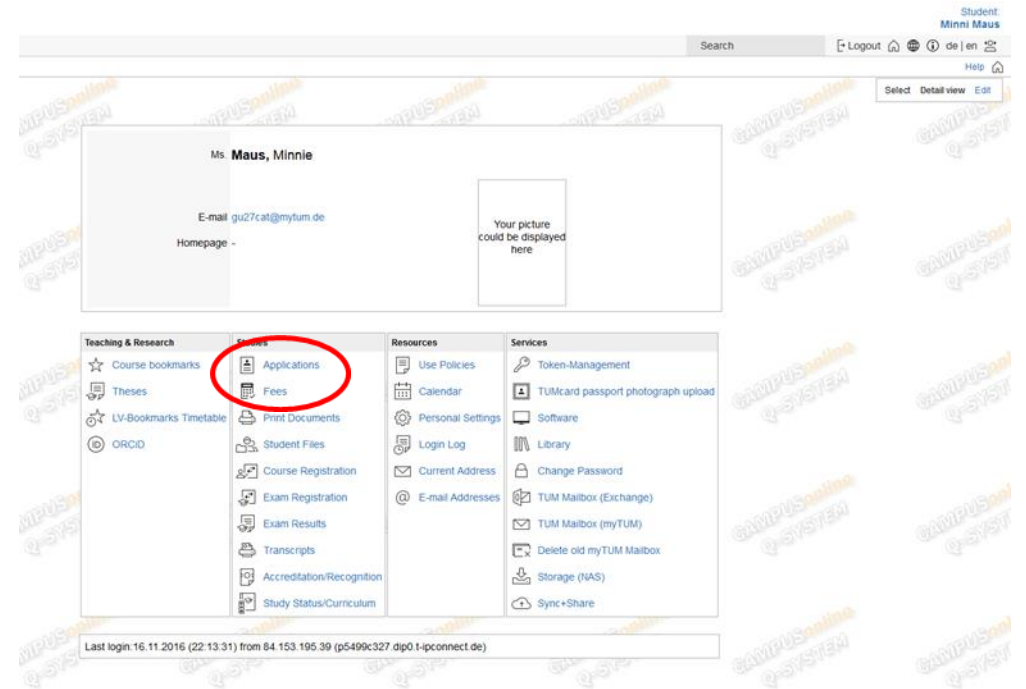 Student:
Minni Maus
Search
Logout de | en
Help
Select Detail view Edit
Ms. Maus, Minnie
E-mail gu27cat@mytum.de
Homepage -
Your picture
could be displayed
here
Teaching & Research
Course bookmarks
Theses
LV-Bookmarks Timetable
ORCiD
Studies
Applications
Fees
Print Documents
Student Files
Course Registration
Exam Registration
Exam Results
Transcripts
Accreditation/Recognition
Study Status/Curriculum
Resources
Use Policies
Calendar
Personal Settings
Login Log
Current Address
E-mail Addresses
Services
Token-Management
TUMcard passport photograph upload
Software
Library
Change Password
TUM Mailbox (Exchange)
TUM Mailbox (myTUM)
Delete old myTUM Mailbox
Storage (NAS)
Sync+Share
Last login:16.11.2016 (22:13:31) from 84.153.195.39 (p5499c327.dip0.t-ipconnect.de)
CAMPUSonline
Q-SYSTEM